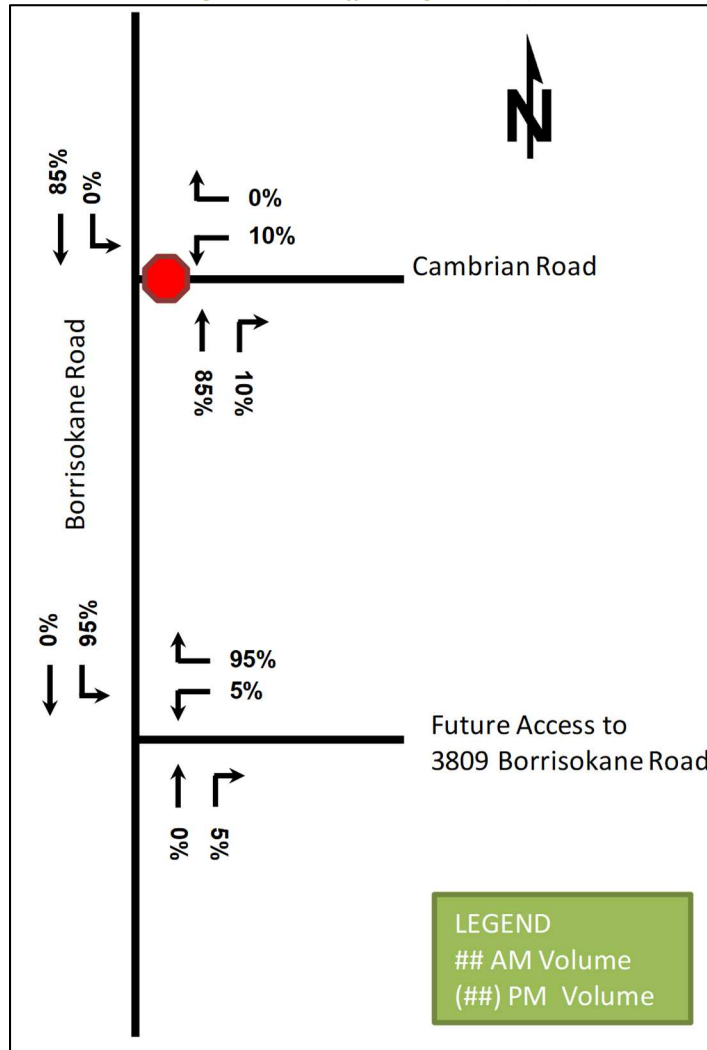 N
85%
0%
0%
10%
Cambrian Road
85%
10%
Borrisokane Road
0%
95%
95%
5%
Future Access to
3809 Borrisokane Road
0%
5%
LEGEND
## AM Volume
(##) PM Volume